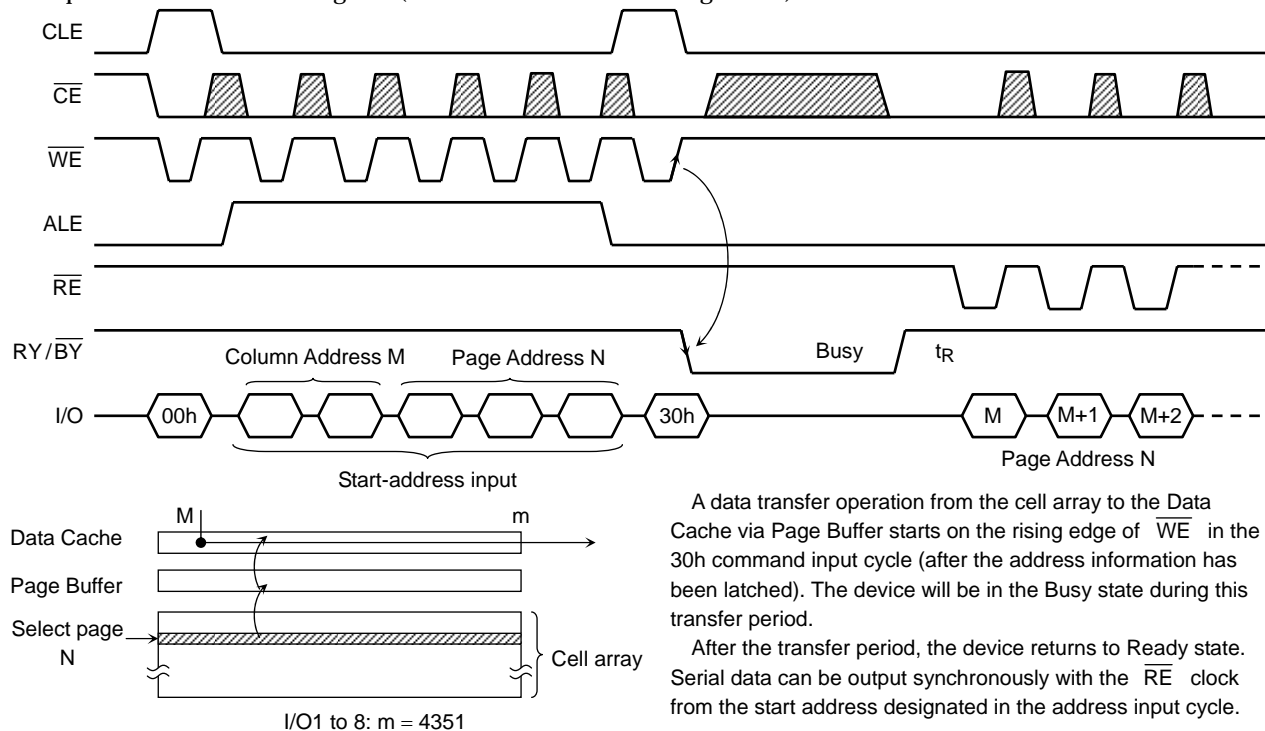 CLE
CE
WE
ALE
RE
RY/BY
Busy
tR
Column Address M
Page Address N
I/O
00h
30h
M
M+1
M+2
Start-address input
Page Address N
M
m
Data Cache
Page Buffer
Select page
N
Cell array
I/O1 to 8: m = 4351
A data transfer operation from the cell array to the Data
Cache via Page Buffer starts on the rising edge of WE in the
30h command input cycle (after the address information has
been latched). The device will be in the Busy state during this
transfer period.
After the transfer period, the device returns to Ready state.
Serial data can be output synchronously with the RE clock
from the start address designated in the address input cycle.